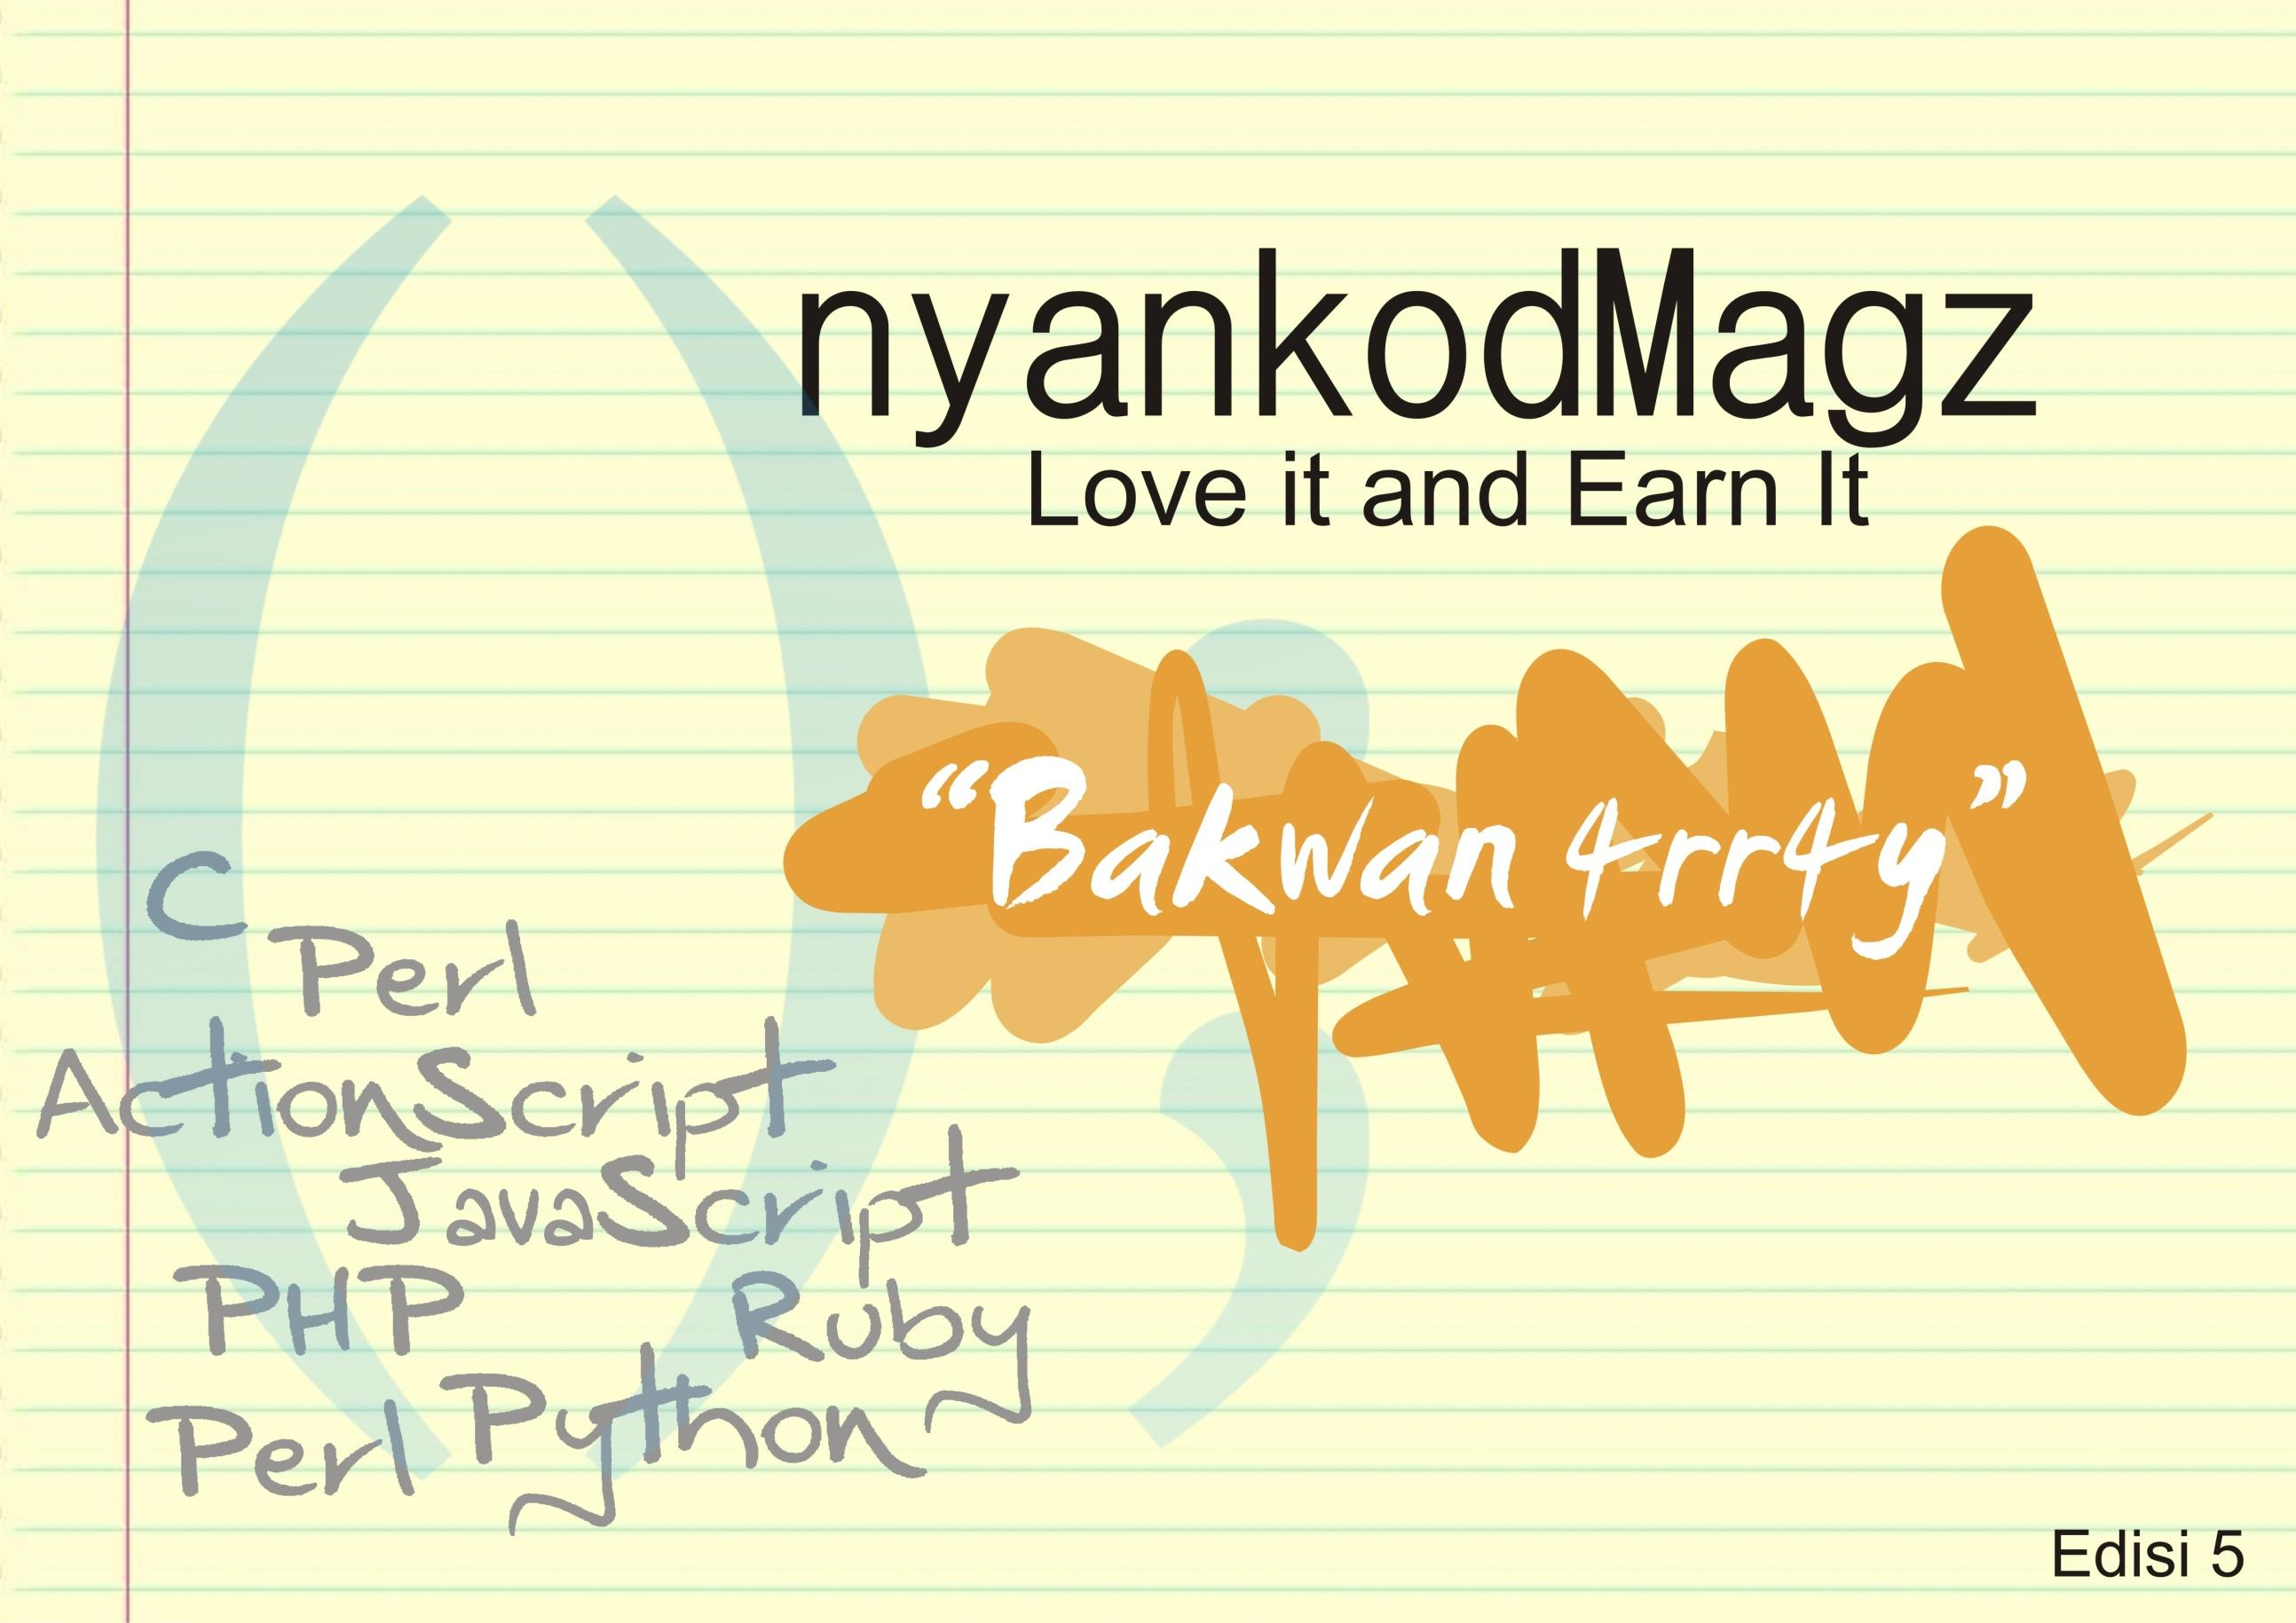 nyankodMagz
Love it and Earn It
“Bakwan 4rr4y”
C
Perl
ActionScript
JavaScript
PHP Ruby
Python
Perl
();
Edisi 5